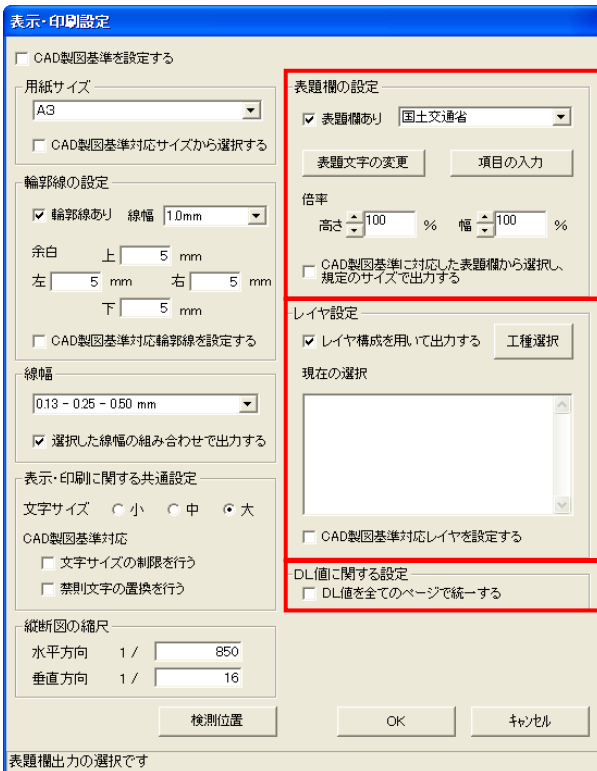 表示・印刷設定
CAD製図基準を設定する
用紙サイズ
A3
CAD製図基準対応サイズから選択する
輪郭線の設定
輪郭線あり 線幅 1.0mm
余白 上 5 mm
左 5 mm 右 5 mm
下 5 mm
CAD製図基準対応輪郭線を設定する
線幅
0.13 - 0.25 - 0.50 mm
選択した線幅の組み合わせで出力する
表示・印刷に関する共通設定
文字サイズ 小 中 大
CAD製図基準対応
文字サイズの制限を行う
禁則文字の置換を行う
縦断図の縮尺
水平方向 1 / 850
垂直方向 1 / 16
表題欄の設定
表題欄あり 国土交通省
表題文字の変更 項目の入力
倍率
高さ 100 % 幅 100 %
CAD製図基準に対応した表題欄から選択し、
規定のサイズで出力する
レイヤ設定
レイヤ構成を用いて出力する 工種選択
現在の選択
CAD製図基準対応レイヤを設定する
DL値に関する設定
DL値を全てのページで統一する
検測位置 OK キャンセル
表題欄出力の選択です